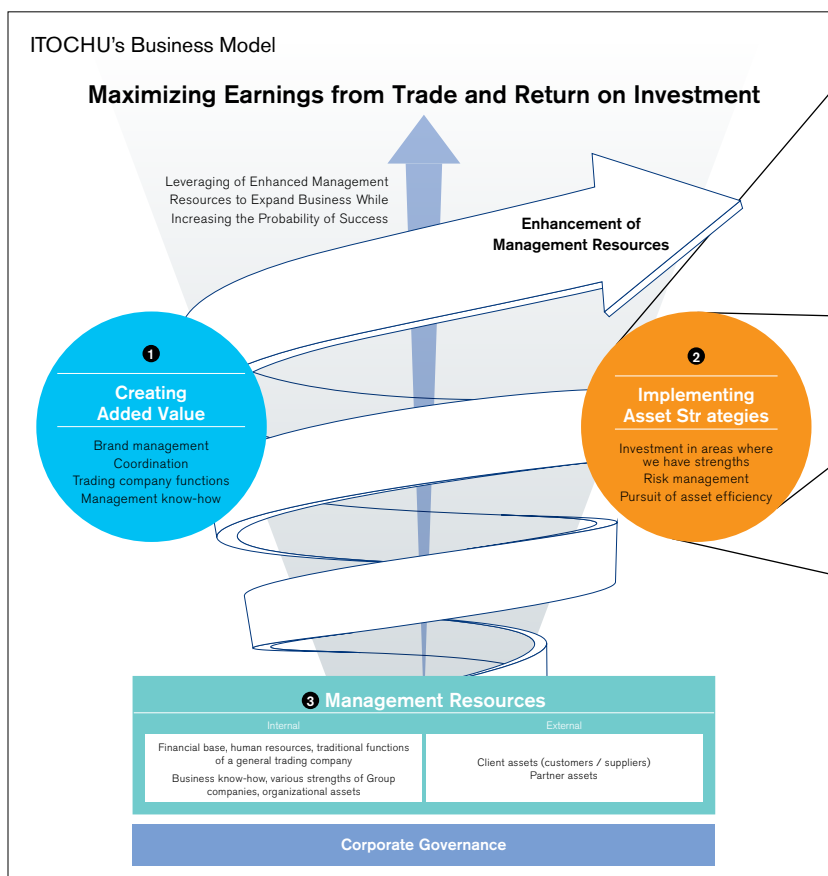 ITOCHU's Business Model
Maximizing Earnings from Trade and Return on Investment
Leveraging of Enhanced Management
Resources to Expand Business While
Increasing the Probability of Success
Enhancement of
Management Resources
1
Creating
Added Value
Brand management
Coordination
Trading company functions
Management know-how
2
Implementing
Asset Str ategies
Investment in areas where
we have strengths
Risk management
Pursuit of asset efficiency
3 Management Resources
Internal
Financial base, human resources, traditional functions
of a general trading company
Business know-how, various strengths of Group
companies, organizational assets
External
Client assets (customers / suppliers)
Partner assets
Corporate Governance